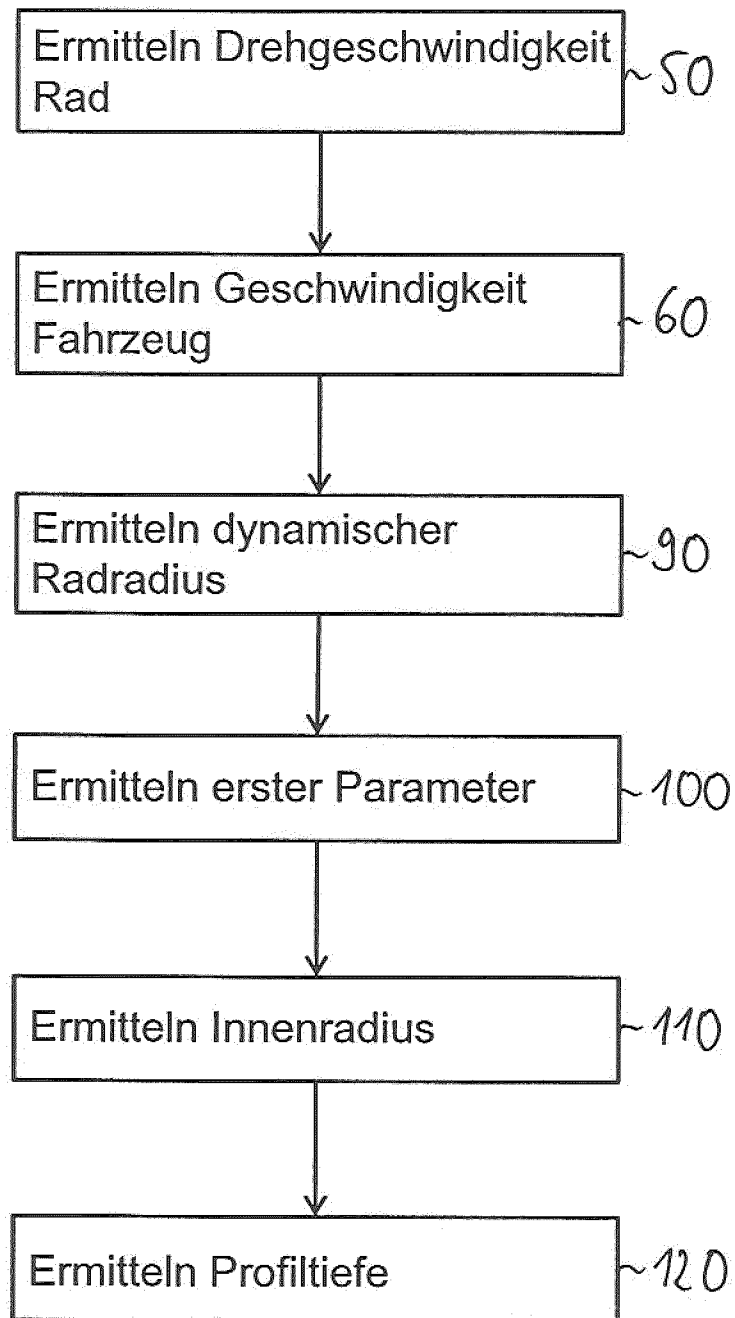 Ermitteln Drehgeschwindigkeit
Rad
50
Ermitteln Geschwindigkeit
Fahrzeug
60
Ermitteln dynamischer
Radradius
90
Ermitteln erster Parameter
100
Ermitteln Innenradius
110
Ermitteln Profiltiefe
120